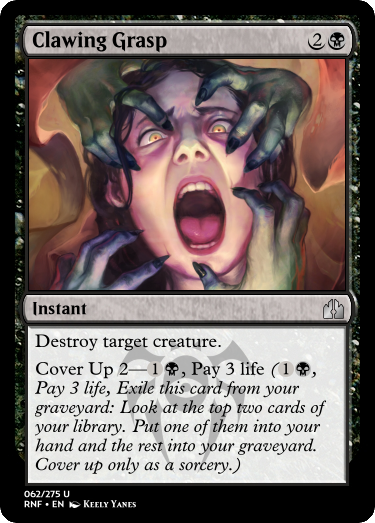 Clawing Grasp 2
Instant
Destroy target creature.
Cover Up 2—1, Pay 3 life (1,
Pay 3 life, Exile this card from your
graveyard: Look at the top two cards of
your library. Put one of them into your
hand and the rest into your graveyard.
Cover up only as a sorcery.)
062/275 U
RNF • EN Keely Yanes